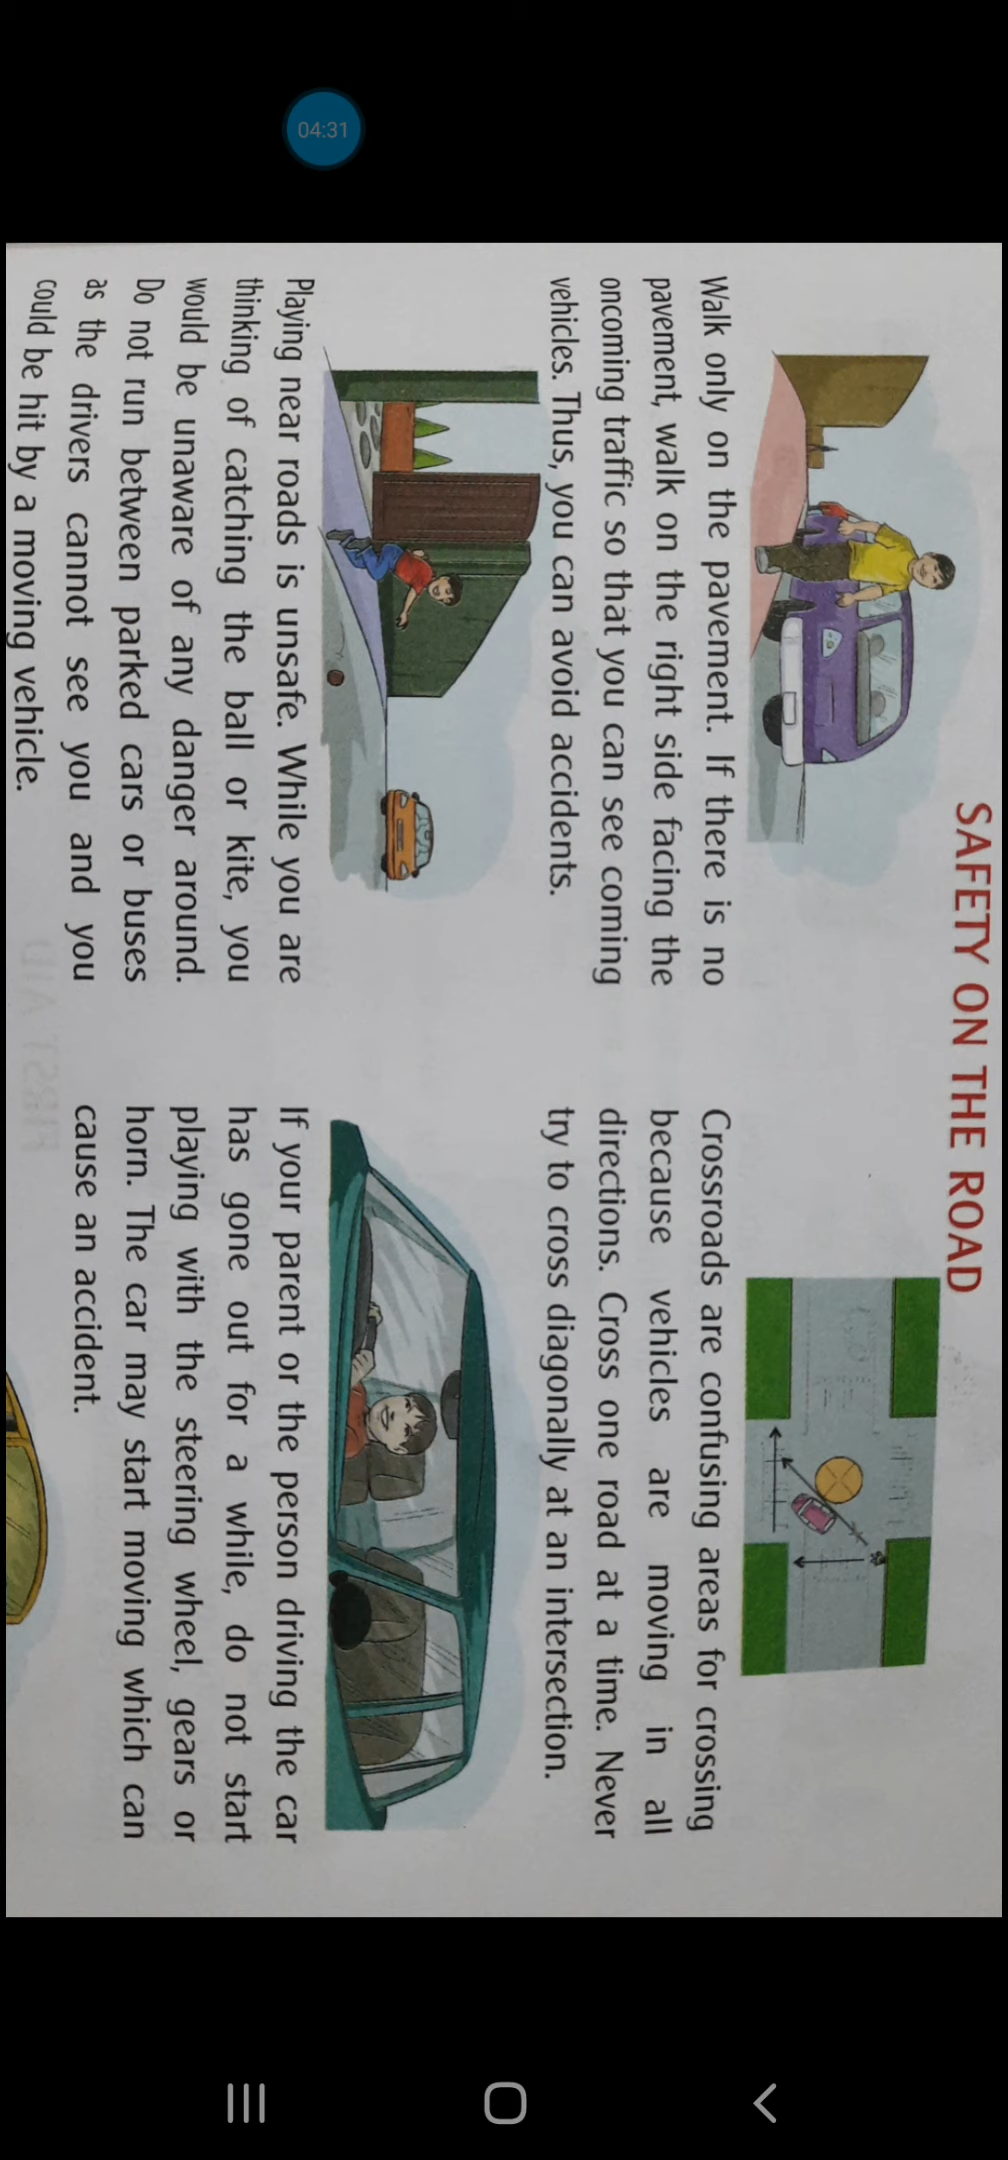 04:31
SAFETY ON THE ROAD
Walk only on the pavement. If there is no
pavement, walk on the right side facing the
oncoming traffic so that you can see coming
vehicles. Thus, you can avoid accidents.
Playing near roads is unsafe. While you are
thinking of catching the ball or kite, you
would be unaware of any danger around.
Do not run between parked cars or buses
as the drivers cannot see you and you
could be hit by a moving vehicle.
Crossroads are confusing areas for crossing
because vehicles are moving in all
directions. Cross one road at a time. Never
try to cross diagonally at an intersection.
If your parent or the person driving the car
has gone out for a while, do not start
playing with the steering wheel, gears or
horn. The car may start moving which can
cause an accident.